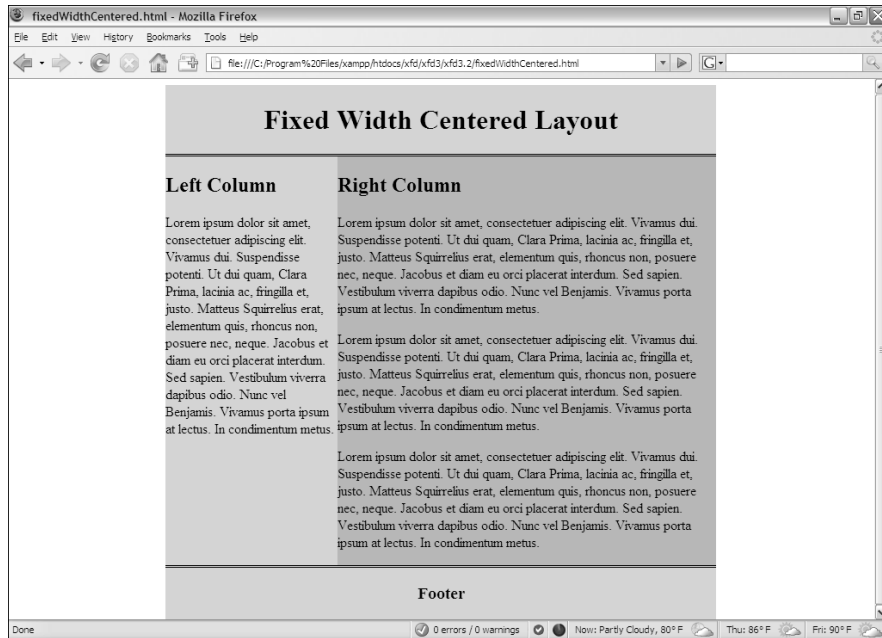 fixedWidthCentered.html - Mozilla Firefox
File Edit View History Bookmarks Tools Help
file:///C:/Program%20Files/xampp/htdocs/xfd/xfd3/xfd3.2/fixedWidthCentered.html
G
Fixed Width Centered Layout
Left Column
Lorem ipsum dolor sit amet,
consectetuer adipiscing elit.
Vivamus dui. Suspendisse
potenti. Ut dui quam, Clara
Prima, lacinia ac, fringilla et,
justo. Matteus Squirrelius erat,
elementum quis, rhoncus non,
posuere nec, neque. Jacobus et
diam eu orci placerat interdum.
Sed sapien. Vestibulum viverra
dapibus odio. Nunc vel
Benjamis. Vivamus porta ipsum
at lectus. In condimentum metus.
Right Column
Lorem ipsum dolor sit amet, consectetuer adipiscing elit. Vivamus dui.
Suspendisse potenti. Ut dui quam, Clara Prima, lacinia ac, fringilla et,
justo. Matteus Squirrelius erat, elementum quis, rhoncus non, posuere
nec, neque. Jacobus et diam eu orci placerat interdum. Sed sapien.
Vestibulum viverra dapibus odio. Nunc vel Benjamis. Vivamus porta
ipsum at lectus. In condimentum metus.
Lorem ipsum dolor sit amet, consectetuer adipiscing elit. Vivamus dui.
Suspendisse potenti. Ut dui quam, Clara Prima, lacinia ac, fringilla et,
justo. Matteus Squirrelius erat, elementum quis, rhoncus non, posuere
nec, neque. Jacobus et diam eu orci placerat interdum. Sed sapien.
Vestibulum viverra dapibus odio. Nunc vel Benjamis. Vivamus porta
ipsum at lectus. In condimentum metus.
Lorem ipsum dolor sit amet, consectetuer adipiscing elit. Vivamus dui.
Suspendisse potenti. Ut dui quam, Clara Prima, lacinia ac, fringilla et,
justo. Matteus Squirrelius erat, elementum quis, rhoncus non, posuere
nec, neque. Jacobus et diam eu orci placerat interdum. Sed sapien.
Vestibulum viverra dapibus odio. Nunc vel Benjamis. Vivamus porta
ipsum at lectus. In condimentum metus.
Footer
Done 0 errors / 0 warnings Now: Partly Cloudy, 80° F Thu: 86° F Fri: 90° F